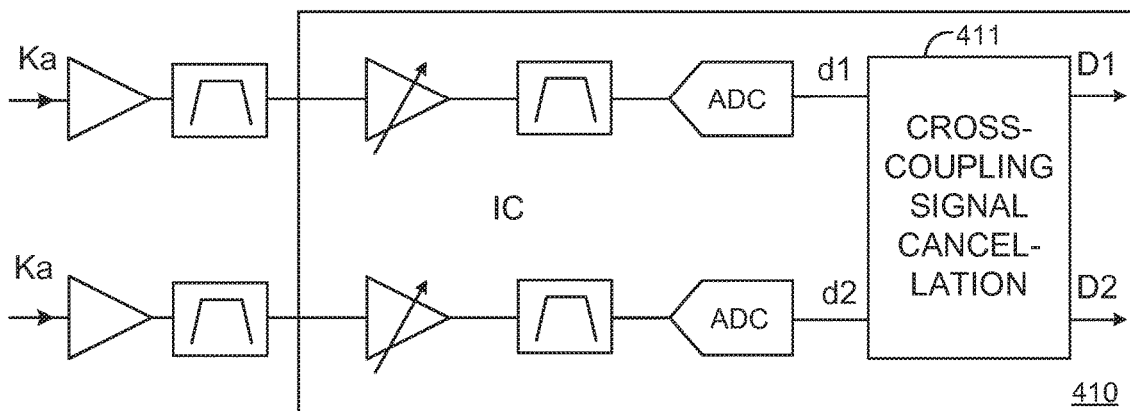 411
Ka
d1
D1
ADC
CROSS-
COUPLING
SIGNAL
CANCEL-
LATION
IC
Ka
d2
D2
ADC
410